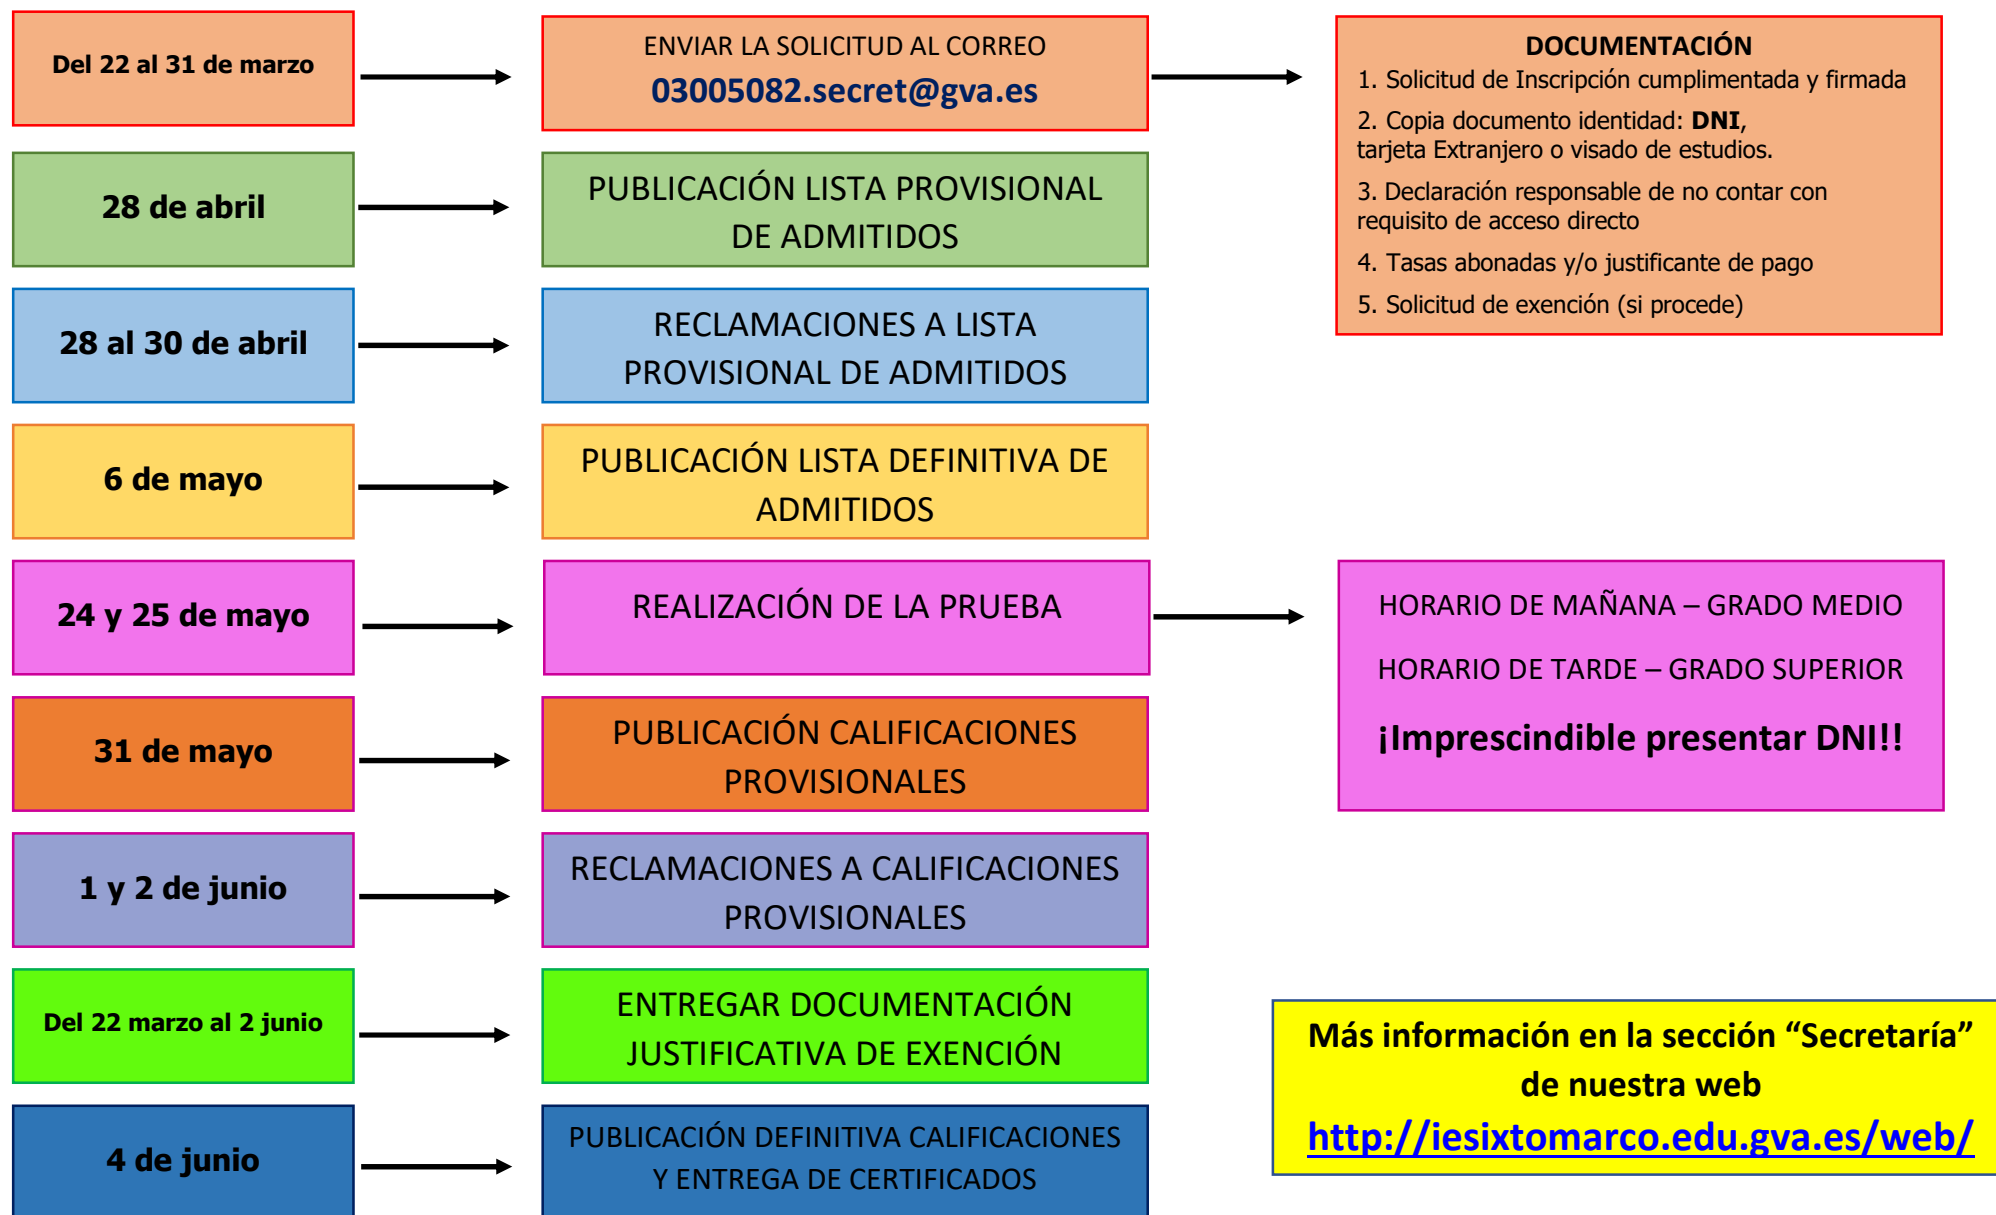 Del 22 al 31 de marzo
ENVIAR LA SOLICITUD AL CORREO
03005082.secret@gva.es
DOCUMENTACIÓN
1. Solicitud de Inscripción cumplimentada y firmada
2. Copia documento identidad: DNI,
tarjeta Extranjero o visado de estudios.
3. Declaración responsable de no contar con
requisito de acceso directo
4. Tasas abonadas y/o justificante de pago
5. Solicitud de exención (si procede)
28 de abril
PUBLICACIÓN LISTA PROVISIONAL
DE ADMITIDOS
28 al 30 de abril
RECLAMACIONES A LISTA
PROVISIONAL DE ADMITIDOS
6 de mayo
PUBLICACIÓN LISTA DEFINITIVA DE
ADMITIDOS
24 y 25 de mayo
REALIZACIÓN DE LA PRUEBA
HORARIO DE MAÑANA – GRADO MEDIO
HORARIO DE TARDE – GRADO SUPERIOR
¡Imprescindible presentar DNI!!
31 de mayo
PUBLICACIÓN CALIFICACIONES
PROVISIONALES
1 y 2 de junio
RECLAMACIONES A CALIFICACIONES
PROVISIONALES
Del 22 marzo al 2 junio
ENTREGAR DOCUMENTACIÓN
JUSTIFICATIVA DE EXENCIÓN
4 de junio
PUBLICACIÓN DEFINITIVA CALIFICACIONES
Y ENTREGA DE CERTIFICADOS
Más información en la sección “Secretaría”
de nuestra web
http://iesixtomarco.edu.gva.es/web/